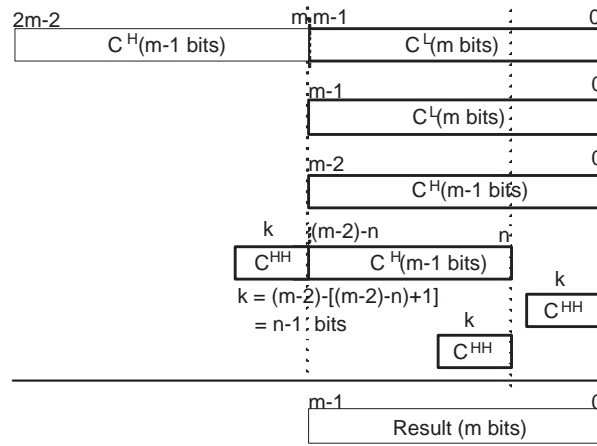 2m-2 m m-1 0
C^H(m-1 bits) C^L(m bits)
m-1 0
C^L(m bits)
m-2 0
C^H(m-1 bits)
k (m-2)-n n
C^HH C^H(m-1 bits)
k = (m-2)-[(m-2)-n)+1]
= n-1 bits
k
C^HH
k
C^HH
m-1 0
Result (m bits)